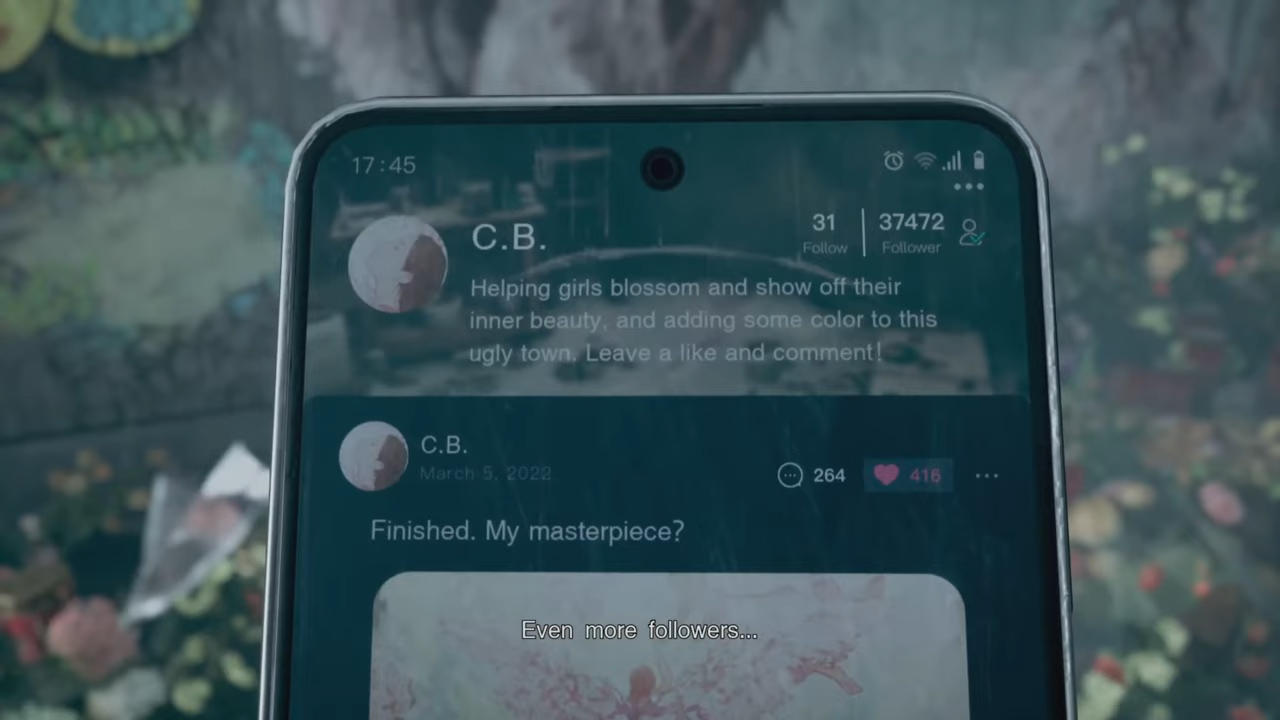 17:45
C.B.
31
37472
Follow
Follower
Helping girls blossom and show off their
inner beauty, and adding some color to this
ugly town. Leave a like and comment!
C.B.
March 5, 2022
264
416
Finished. My masterpiece?
Even more followers...